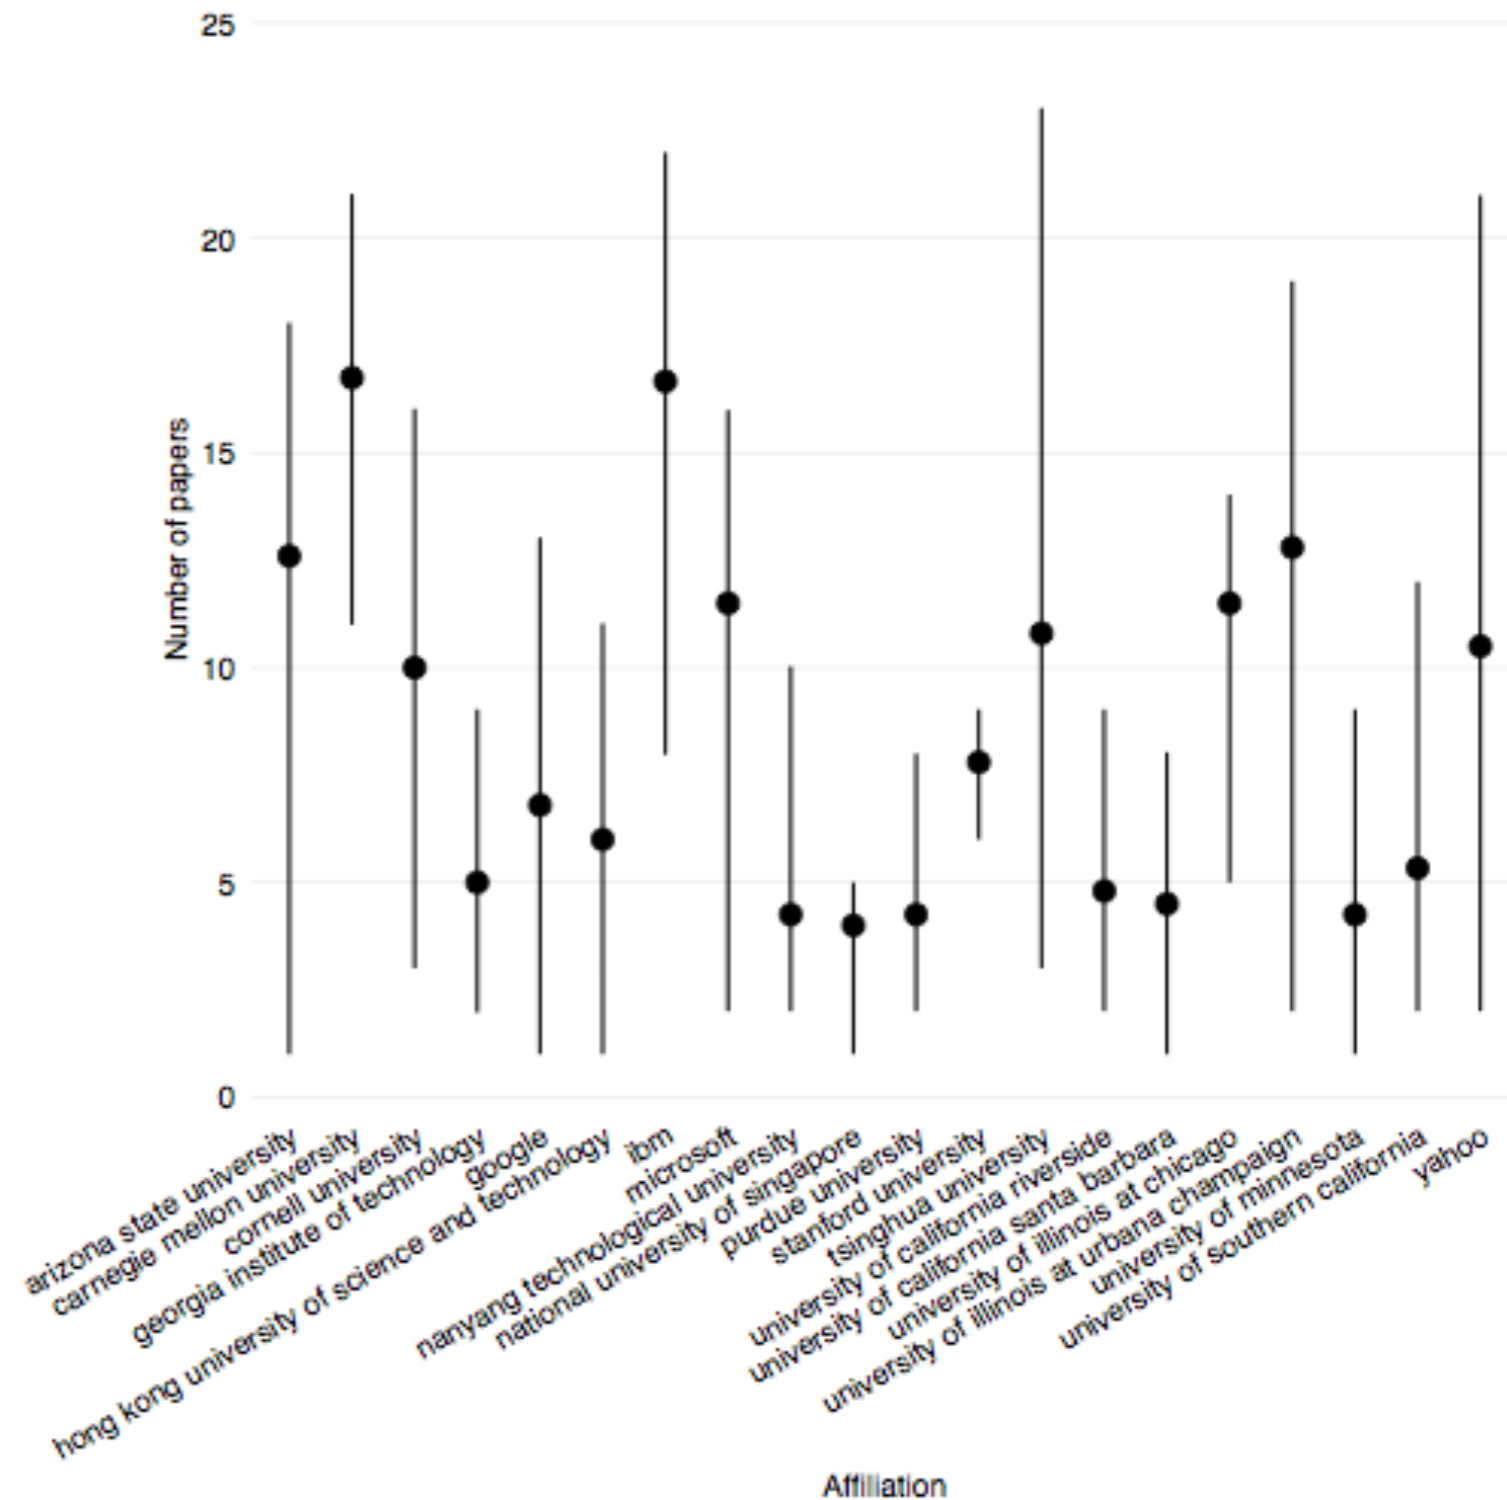 25
20
15
10
5
0
Number of papers
arizona state university
carnegie mellon university
cornell university
georgia institute of technology
google
hong kong university of science and technology
ibm
microsoft
nanyang technological university
national university of singapore
purdue university
stanford university
tsinghua university
university of california riverside
university of california santa barbara
university of illinois at chicago
university of illinois at urbana champaign
university of minnesota
university of southern california
yahoo
Affiliation